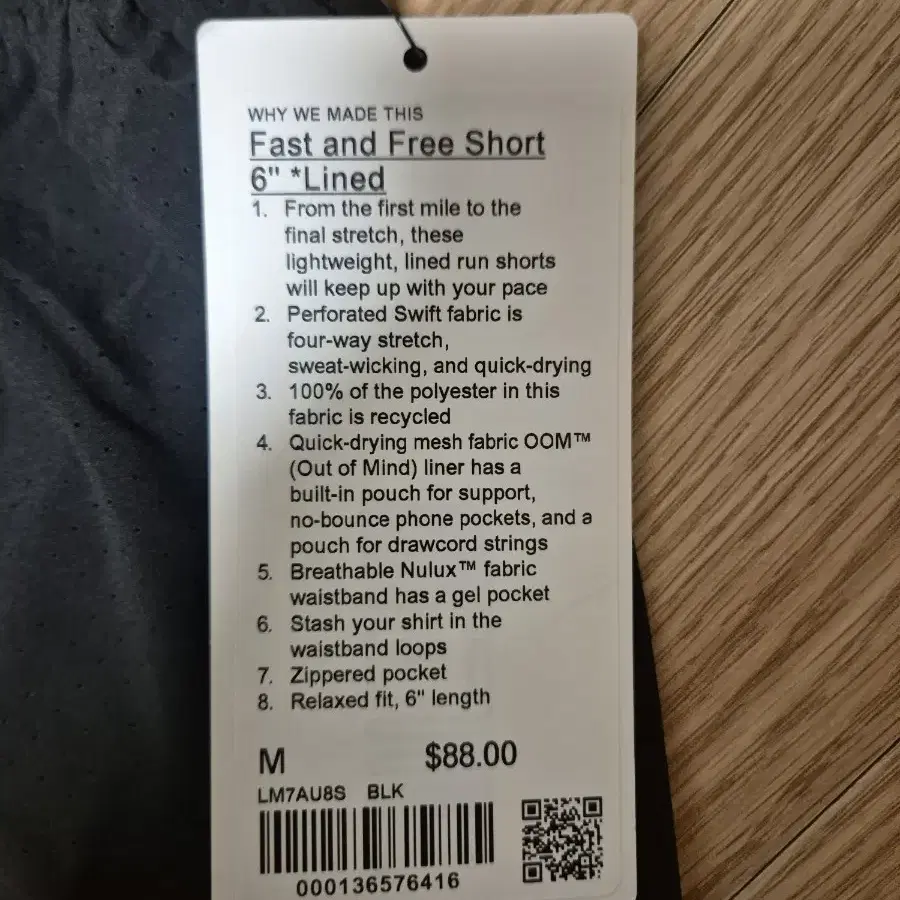 WHY WE MADE THIS
Fast and Free Short
6" *Lined
1. From the first mile to the
final stretch, these
lightweight, lined run shorts
will keep up with your pace
2. Perforated Swift fabric is
four-way stretch,
sweat-wicking, and quick-drying
3. 100% of the polyester in this
fabric is recycled
4. Quick-drying mesh fabric OOM™
(Out of Mind) liner has a
built-in pouch for support,
no-bounce phone pockets, and a
pouch for drawcord strings
5. Breathable Nulux™ fabric
waistband has a gel pocket
6. Stash your shirt in the
waistband loops
7. Zippered pocket
8. Relaxed fit, 6" length
M $88.00
LM7AU8S BLK
000136576416